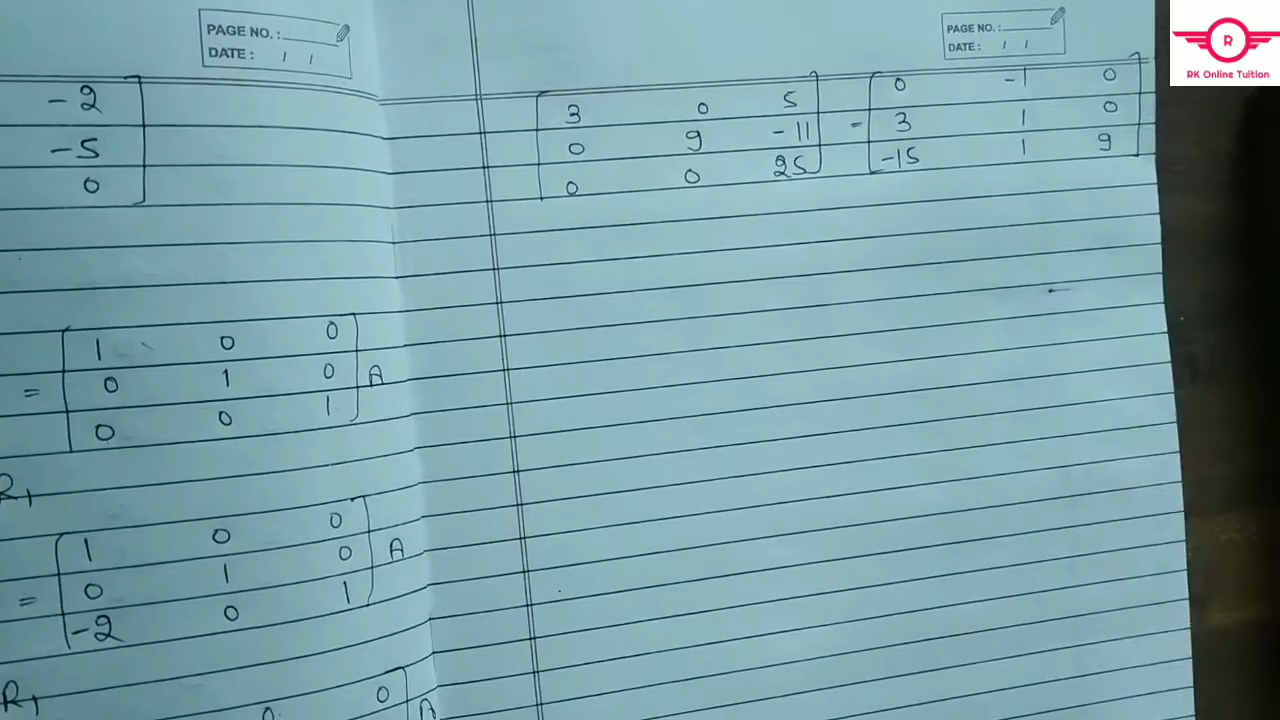 PAGE NO. :
DATE : / /
-2
-5
0
= 1 0 0
0 1 0 A
0 0 1
R1
= 1 0 0
0 1 0 A
-2 0 1
R1
0
A
PAGE NO. :
DATE : / /
3 0 5 - 0 -1 0
0 9 -11 3 1 0
0 0 25 -15 1 9
R
RK Online Tuition